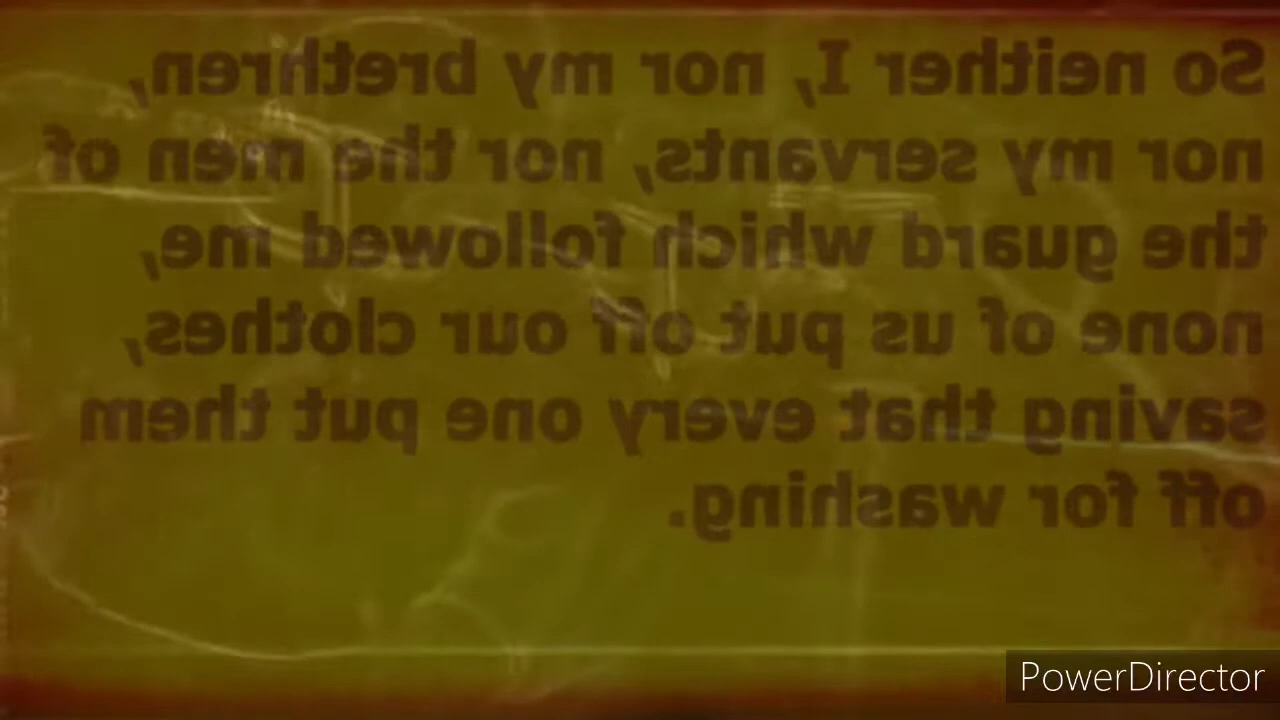 So neither I, nor my brethren,
nor my servants, nor the men of
the guard which followed me,
none of us put off our clothes,
saving that every one put them
off for washing.
PowerDirector